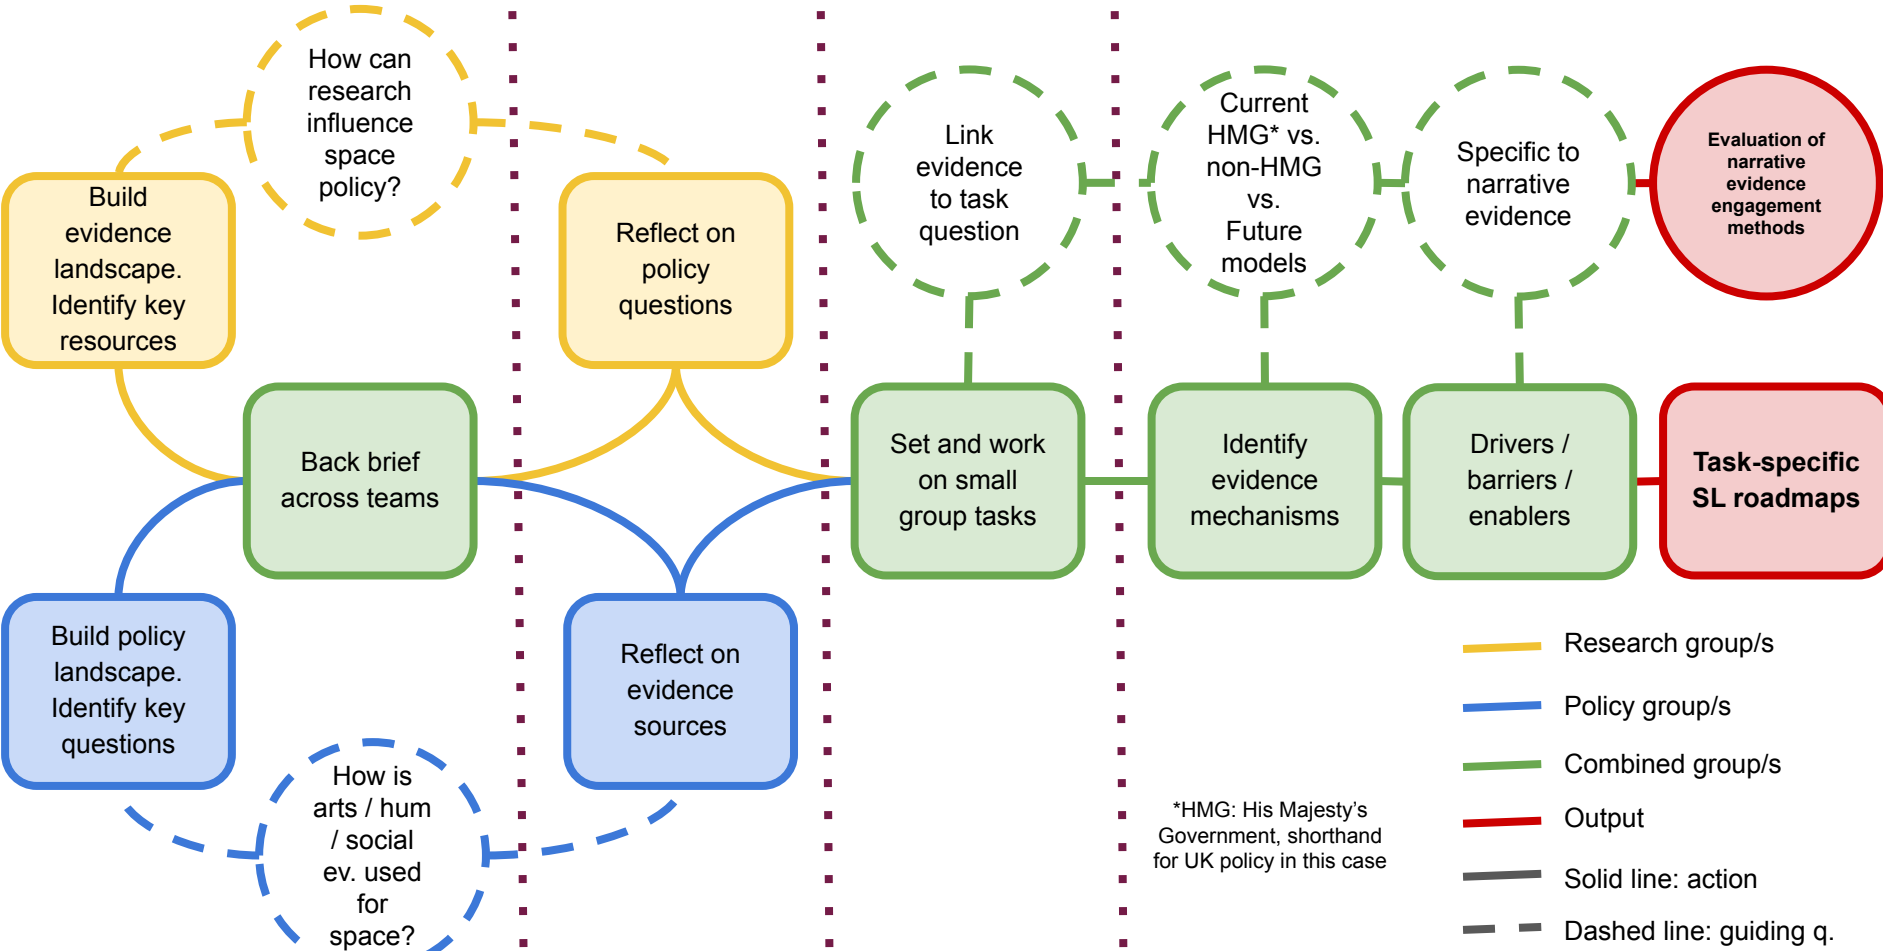 How can
research
influence
space
policy?
Build
evidence
landscape.
Identify key
resources
Back brief
across teams
Build policy
landscape.
Identify key
questions
How is
arts / hum
/ social
ev. used
for
space?
Reflect on
policy
questions
Reflect on
evidence
sources
Link
evidence
to task
question
Set and work
on small
group tasks
Current
HMG* vs.
non-HMG
vs.
Future
models
Identify
evidence
mechanisms
Specific to
narrative
evidence
Drivers /
barriers /
enablers
Evaluation of
narrative
evidence
engagement
methods
Task-specific
SL roadmaps
*HMG: His Majesty's
Government, shorthand
for UK policy in this case
Research group/s
Policy group/s
Combined group/s
Output
Solid line: action
Dashed line: guiding q.